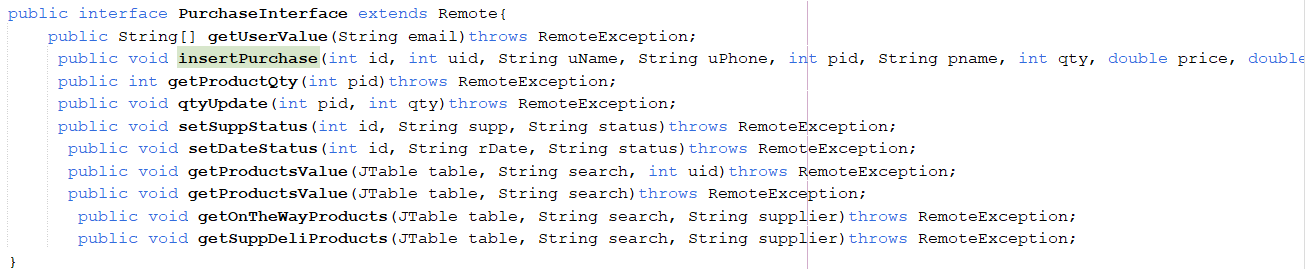 public interface PurchaseInterface extends Remote{
public String[] getUserValue(String email)throws RemoteException;
public void insertPurchase(int id, int uid, String uName, String uPhone, int pid, String pname, int qty, double price, double
public int getProductQty(int pid)throws RemoteException;
public void qtyUpdate(int pid, int qty)throws RemoteException;
public void setSuppStatus(int id, String supp, String status)throws RemoteException;
public void setDateStatus(int id, String rDate, String status)throws RemoteException;
public void getProductsValue(JTable table, String search, int uid)throws RemoteException;
public void getProductsValue(JTable table, String search)throws RemoteException;
public void getOnTheWayProducts(JTable table, String search, String supplier)throws RemoteException;
public void getSuppDeliProducts(JTable table, String search, String supplier)throws RemoteException;
}